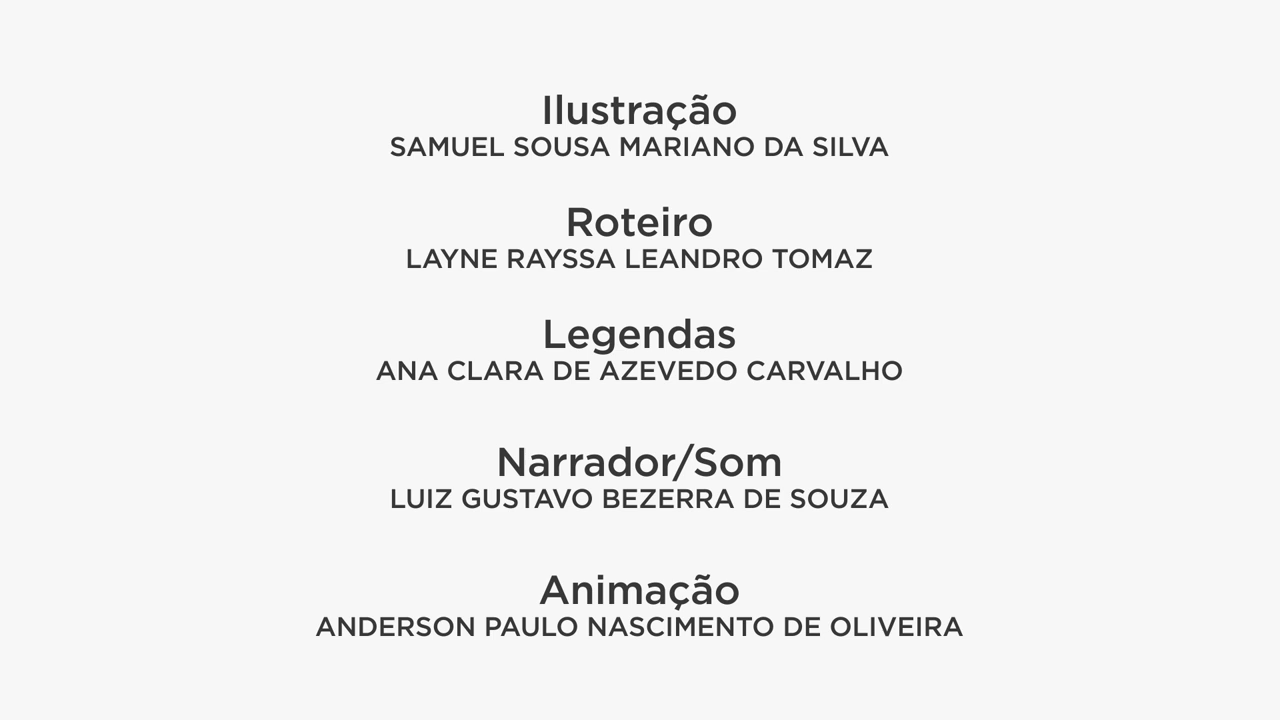 Ilustração
SAMUEL SOUSA MARIANO DA SILVA
Roteiro
LAYNE RAYSSA LEANDRO TOMAZ
Legendas
ANA CLARA DE AZEVEDO CARVALHO
Narrador/Som
LUIZ GUSTAVO BEZERRA DE SOUZA
Animação
ANDERSON PAULO NASCIMENTO DE OLIVEIRA